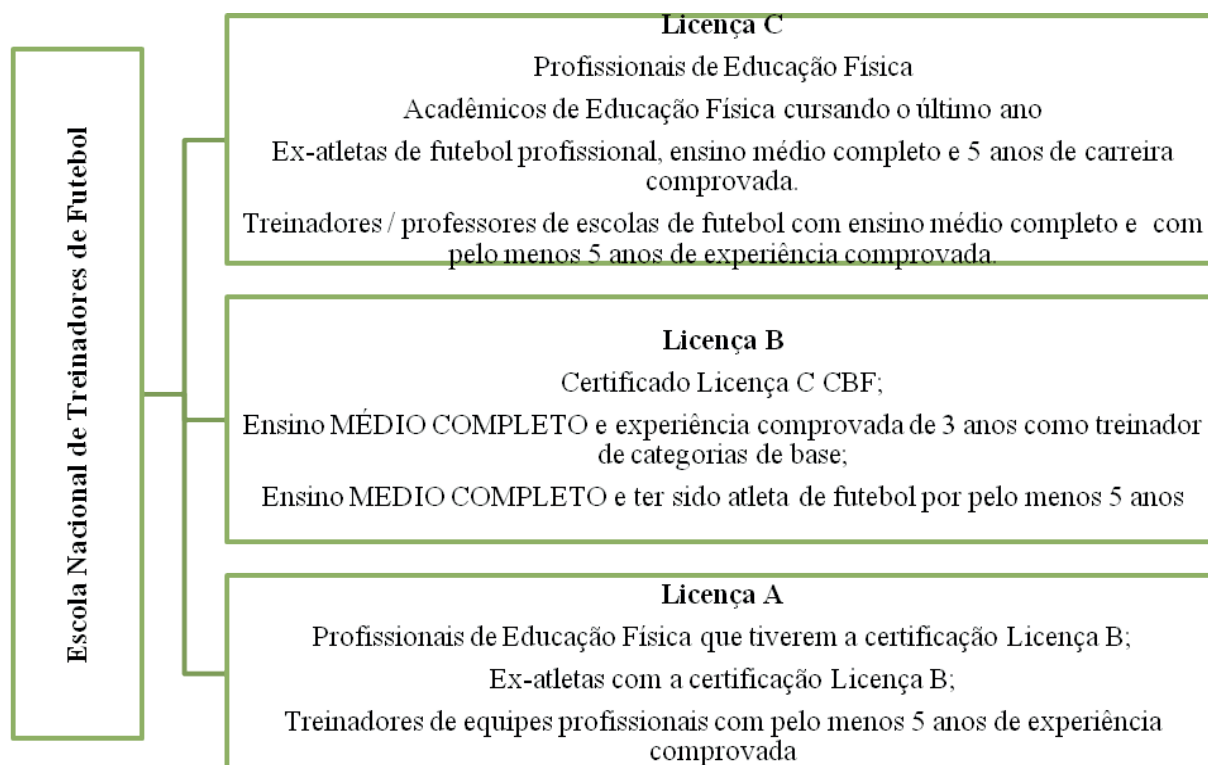 Escola Nacional de Treinadores de Futebol
Licença C
Profissionais de Educação Física
Acadêmicos de Educação Física cursando o último ano
Ex-atletas de futebol profissional, ensino médio completo e 5 anos de carreira
comprovada.
Treinadores / professores de escolas de futebol com ensino médio completo e com
pelo menos 5 anos de experiência comprovada.
Licença B
Certificado Licença C CBF;
Ensino MÉDIO COMPLETO e experiência comprovada de 3 anos como treinador
de categorias de base;
Ensino MEDIO COMPLETO e ter sido atleta de futebol por pelo menos 5 anos
Licença A
Profissionais de Educação Física que tiverem a certificação Licença B;
Ex-atletas com a certificação Licença B;
Treinadores de equipes profissionais com pelo menos 5 anos de experiência
comprovada